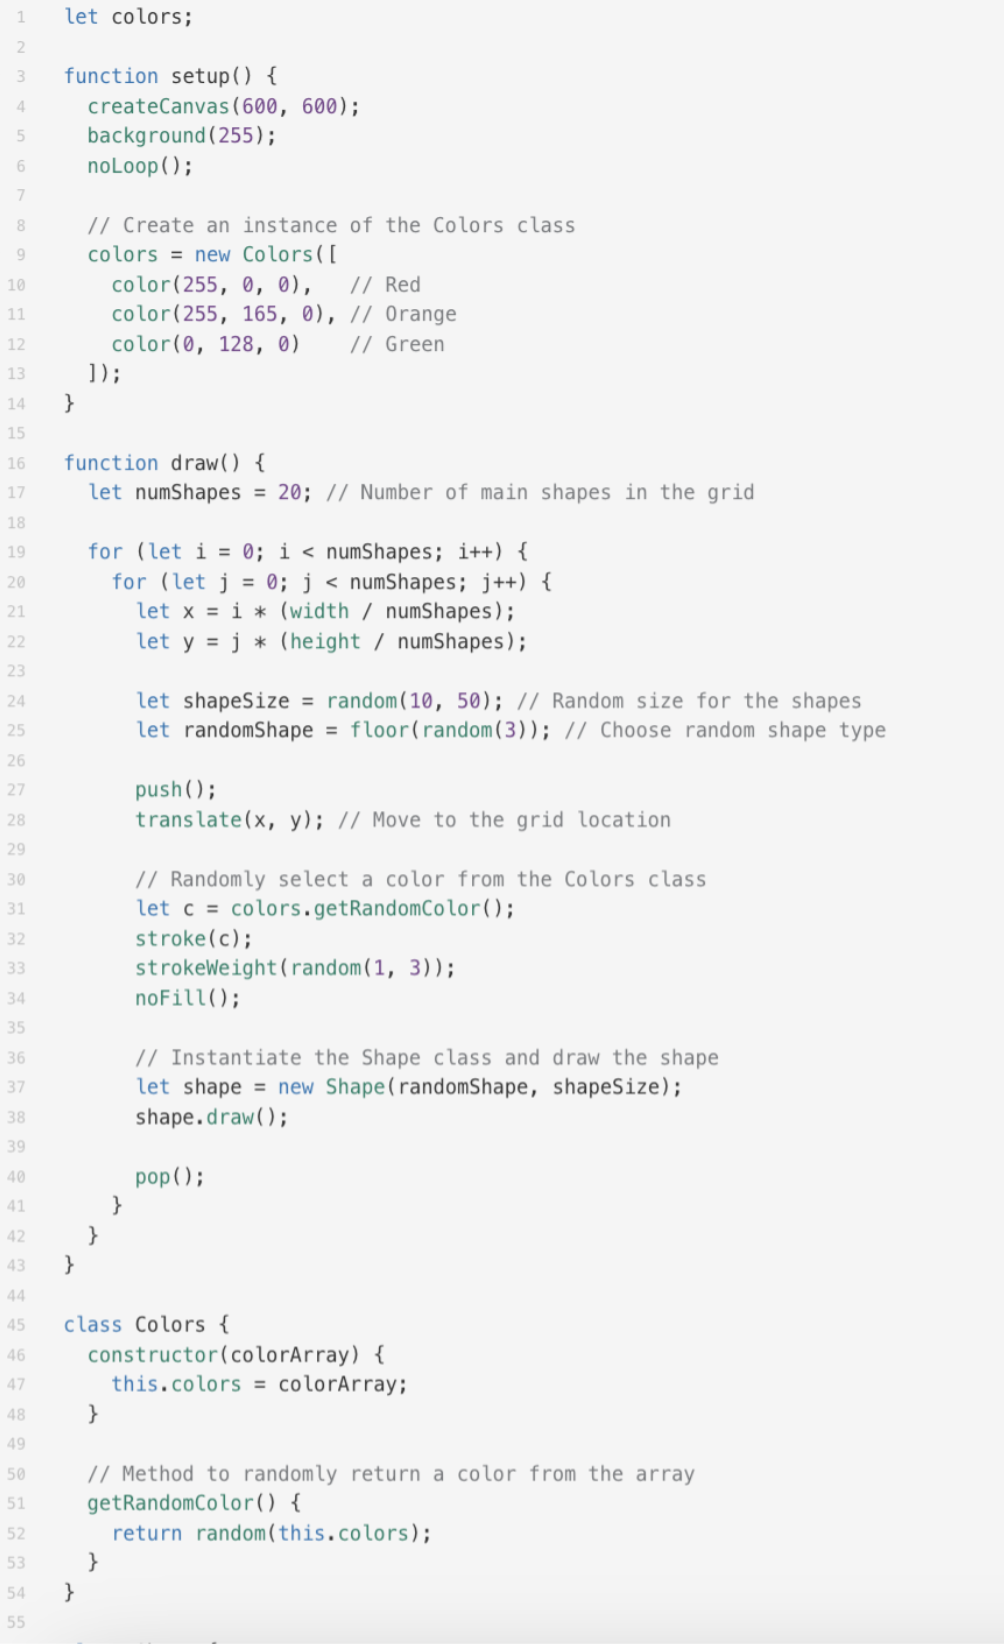 1 let colors;
2
3 function setup() {
4   createCanvas(600, 600);
5   background(255);
6   noLoop();
7
8   // Create an instance of the Colors class
9   colors = new Colors([
10     color(255, 0, 0),   // Red
11     color(255, 165, 0), // Orange
12     color(0, 128, 0)    // Green
13   ]);
14 }
15
16 function draw() {
17   let numShapes = 20; // Number of main shapes in the grid
18
19   for (let i = 0; i < numShapes; i++) {
20     for (let j = 0; j < numShapes; j++) {
21       let x = i * (width / numShapes);
22       let y = j * (height / numShapes);
23
24       let shapeSize = random(10, 50); // Random size for the shapes
25       let randomShape = floor(random(3)); // Choose random shape type
26
27       push();
28       translate(x, y); // Move to the grid location
29
30       // Randomly select a color from the Colors class
31       let c = colors.getRandomColor();
32       stroke(c);
33       strokeWeight(random(1, 3));
34       noFill();
35
36       // Instantiate the Shape class and draw the shape
37       let shape = new Shape(randomShape, shapeSize);
38       shape.draw();
39
40       pop();
41     }
42   }
43 }
44
45 class Colors {
46   constructor(colorArray) {
47     this.colors = colorArray;
48   }
49
50   // Method to randomly return a color from the array
51   getRandomColor() {
52     return random(this.colors);
53   }
54 }
55